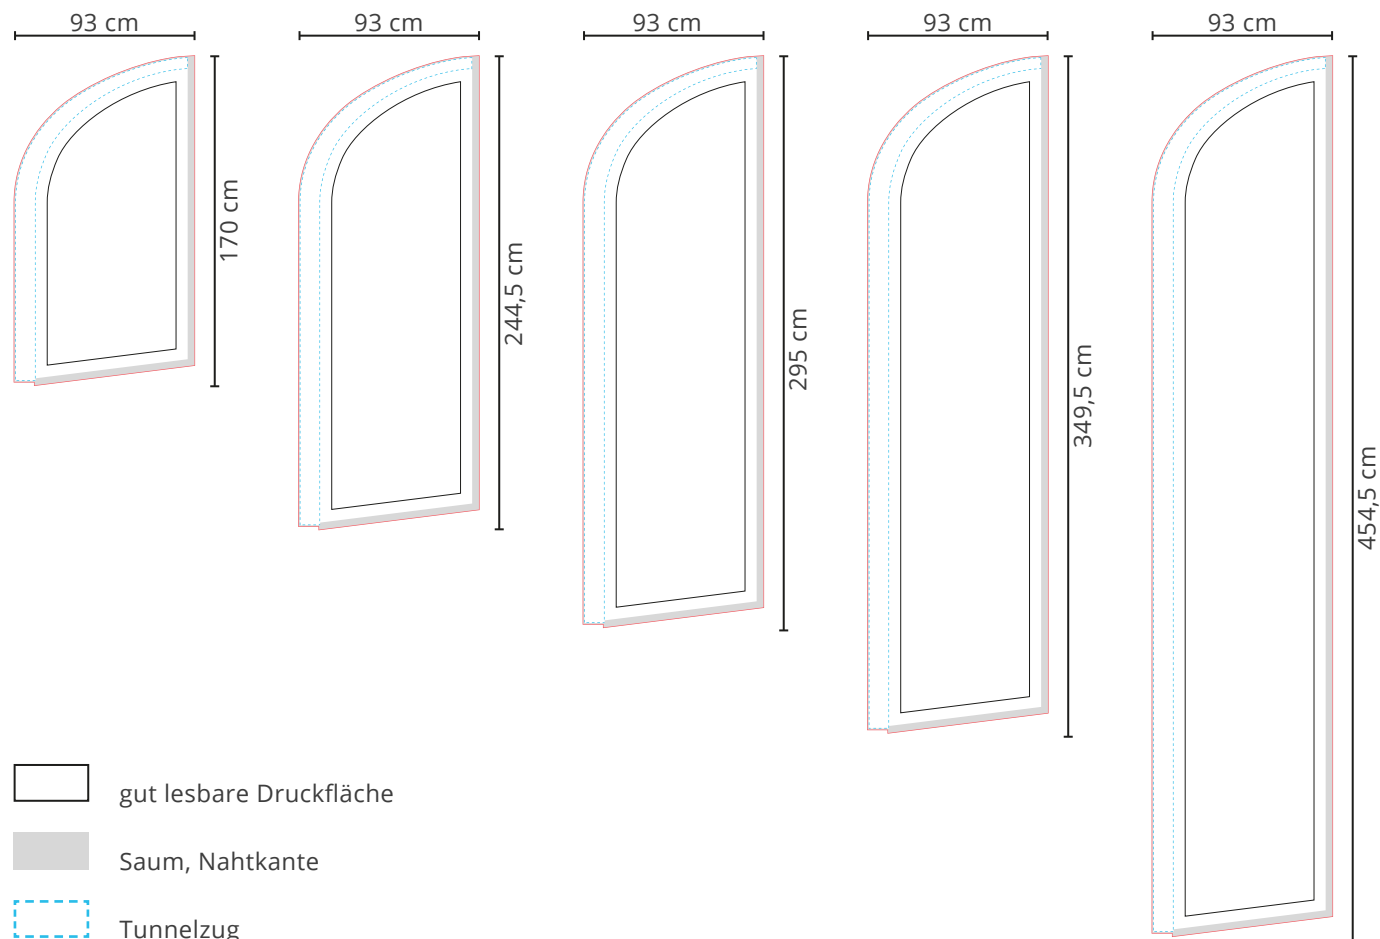 93 cm
93 cm
93 cm
93 cm
93 cm
170 cm
244,5 cm
295 cm
349,5 cm
454,5 cm
gut lesbare Druckfläche
Saum, Nahtkante
Tunnelzug